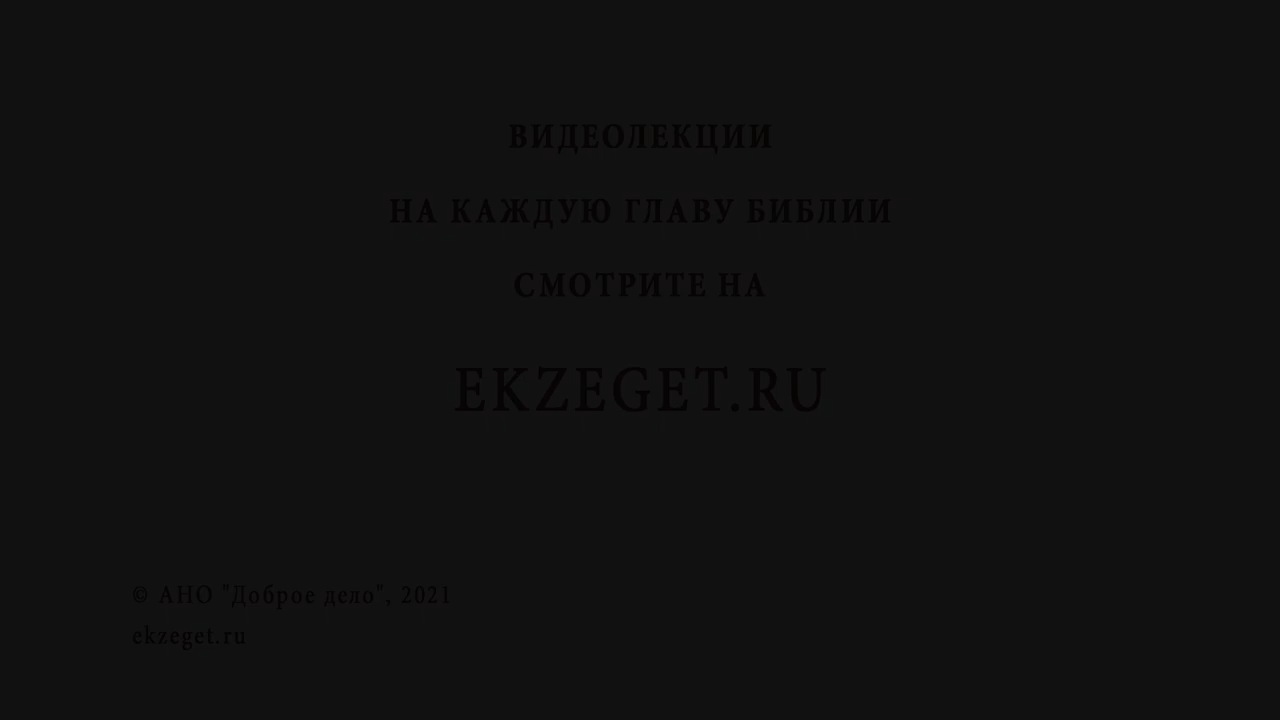 ВИДЕОЛЕКЦИИ
НА КАЖДУЮ ГЛАВУ БИБЛИИ
СМОТРИТЕ НА
EKZEGET.RU
© АНО "Доброе дело", 2021
ekzeget.ru